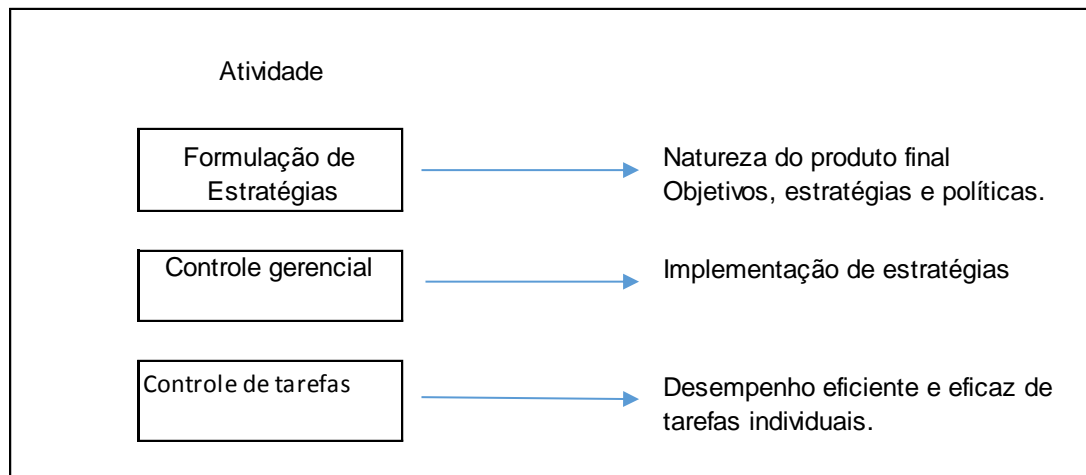 Atividade
Formulação de
Estratégias
Natureza do produto final
Objetivos, estratégias e políticas.
Controle gerencial
Implementação de estratégias
Controle de tarefas
Desempenho eficiente e eficaz de
tarefas individuais.